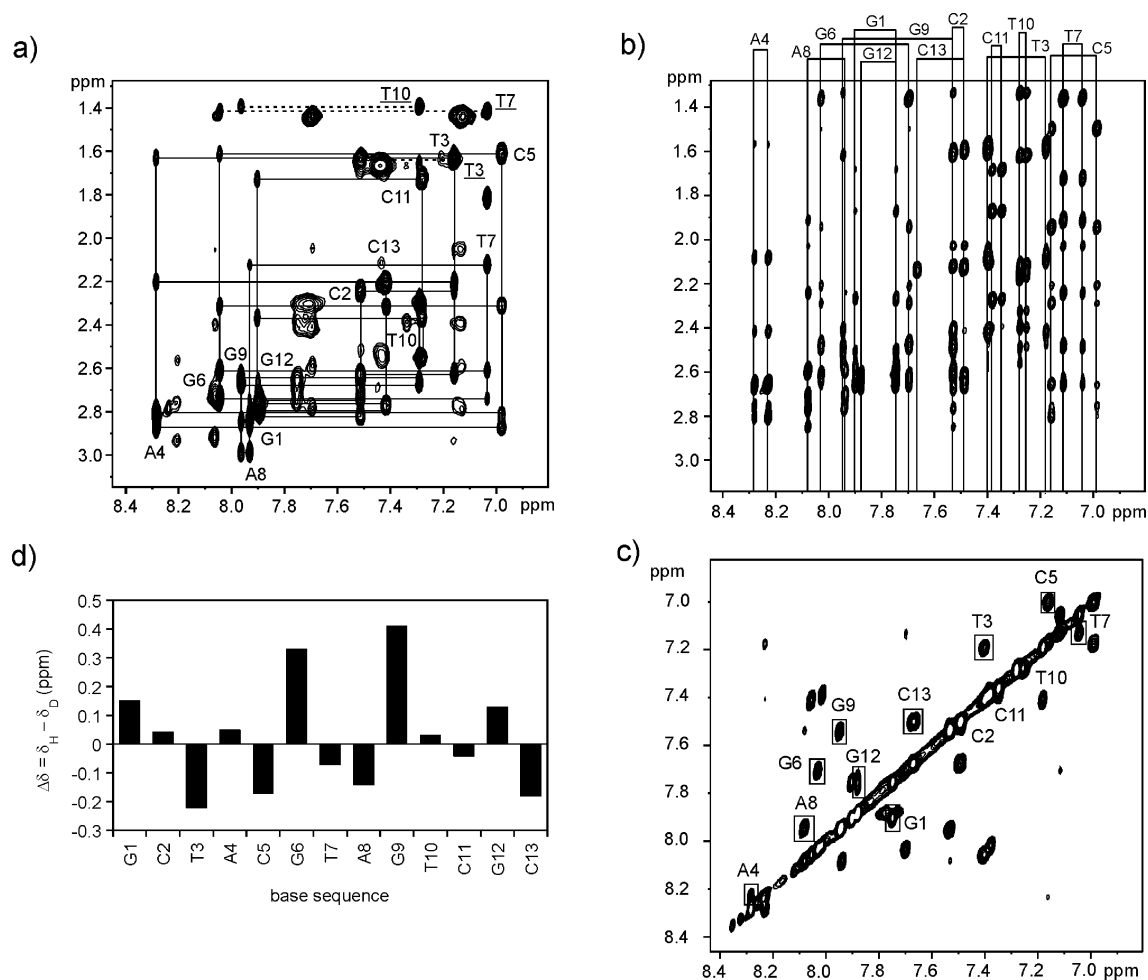 a)
ppm
1.4
1.6
1.8
2.0
2.2
2.4
2.6
2.8
3.0
8.4 8.2 8.0 7.8 7.6 7.4 7.2 7.0 ppm
T10 T7
T3 C5
T3
C11
C13 T7
C2
G9 G12 T10
G6
A4 G1
A8
b)
C2
G1 T10
G6 G9 C11 T7
A4 A8 G12 C13 T3 C5
ppm
1.4
1.6
1.8
2.0
2.2
2.4
2.6
2.8
3.0
8.4 8.2 8.0 7.8 7.6 7.4 7.2 7.0 ppm
d)
Δδ = δH − δD (ppm)
0.5
0.4
0.3
0.2
0.1
0
-0.1
-0.2
-0.3
G1 C2 T3 A4 C5 G6 T7 A8 G9 T10 C11 G12 C13
base sequence
c)
ppm
7.0
7.2
7.4
7.6
7.8
8.0
8.2
8.4
8.4 8.2 8.0 7.8 7.6 7.4 7.2 7.0 ppm
C5
T3 T7
G9 C13 T10
C11
G6 G12 C2
A8 G1
A4